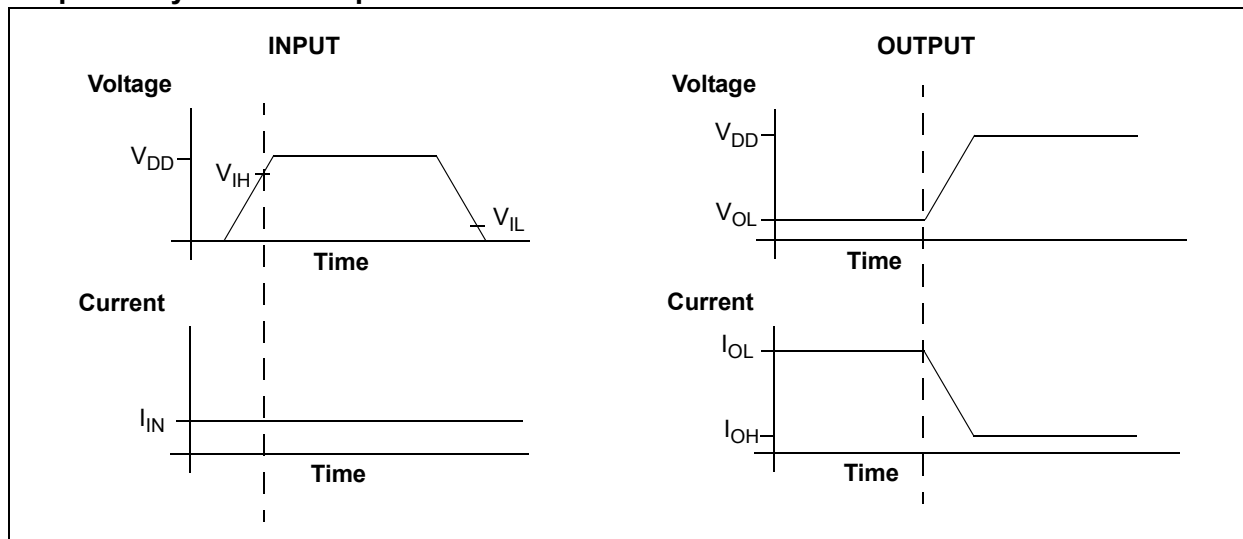 INPUT
Voltage
VDD
VIH
VIL
Time
Current
IIN
Time
OUTPUT
Voltage
VDD
VOL
Time
Current
IOL
IOH
Time